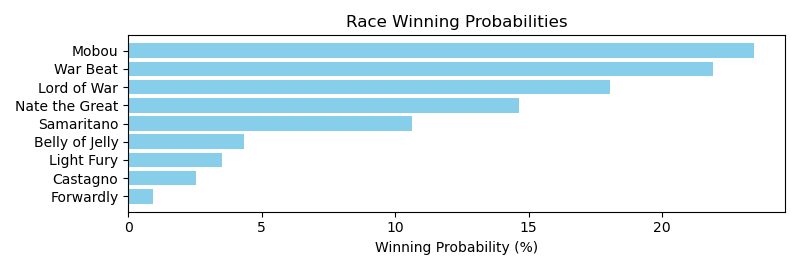 Race Winning Probabilities
Mobou
War Beat
Lord of War
Nate the Great
Samaritano
Belly of Jelly
Light Fury
Castagno
Forwardly
0 5 10 15 20
Winning Probability (%)